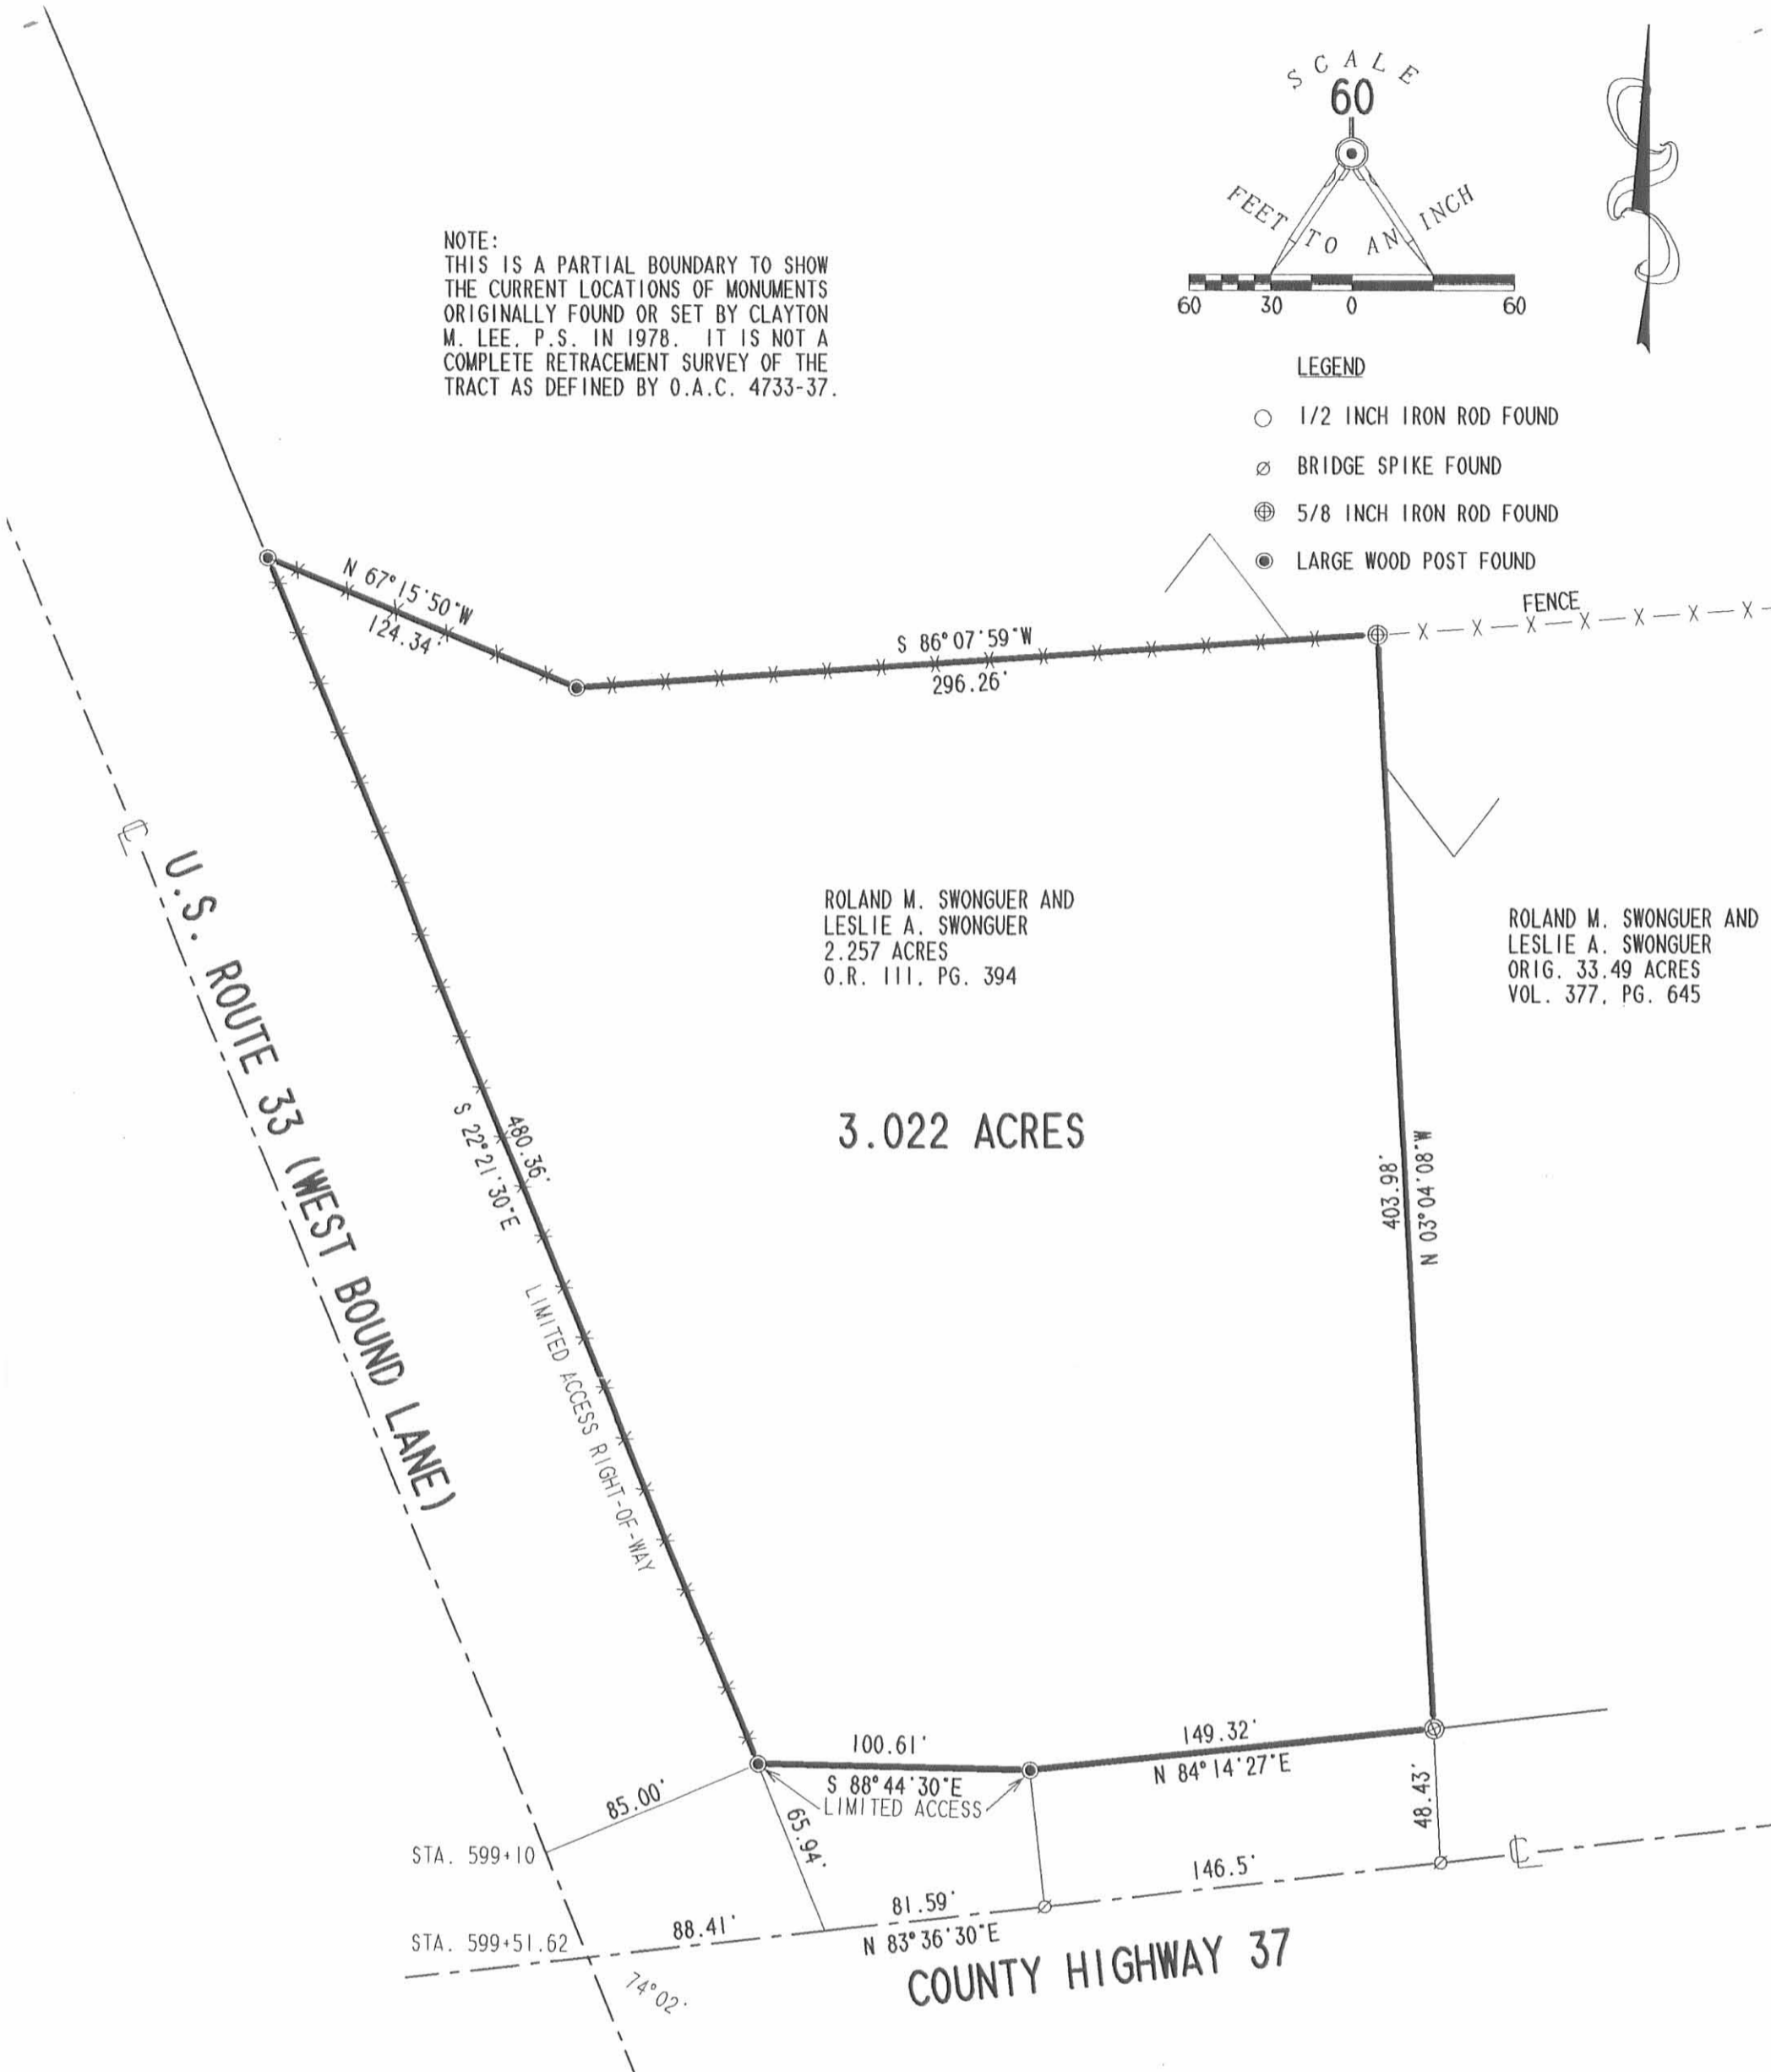 SCALE
60
FEET TO AN INCH
60 30 0 60
NOTE:
THIS IS A PARTIAL BOUNDARY TO SHOW
THE CURRENT LOCATIONS OF MONUMENTS
ORIGINALLY FOUND OR SET BY CLAYTON
M. LEE, P.S. IN 1978. IT IS NOT A
COMPLETE RETRACEMENT SURVEY OF THE
TRACT AS DEFINED BY O.A.C. 4733-37.
LEGEND
1/2 INCH IRON ROD FOUND
BRIDGE SPIKE FOUND
5/8 INCH IRON ROD FOUND
LARGE WOOD POST FOUND
FENCE
N 67°15'50"W
124.34'
S 86°07'59"W
296.26'
℄
U.S. ROUTE 33 (WEST BOUND LANE)
ROLAND M. SWONGUER AND
LESLIE A. SWONGUER
2.257 ACRES
O.R. 111, PG. 394
ROLAND M. SWONGUER AND
LESLIE A. SWONGUER
ORIG. 33.49 ACRES
VOL. 377, PG. 645
3.022 ACRES
480.36'
S 22°21'30"E
LIMITED ACCESS RIGHT-OF-WAY
403.98'
N 03°04'08"W
100.61'
S 88°44'30"E
LIMITED ACCESS
149.32'
N 84°14'27"E
85.00'
65.94'
48.43'
STA. 599+10
STA. 599+51.62
88.41'
81.59'
146.5'
℄
N 83°36'30"E
COUNTY HIGHWAY 37
74°02'